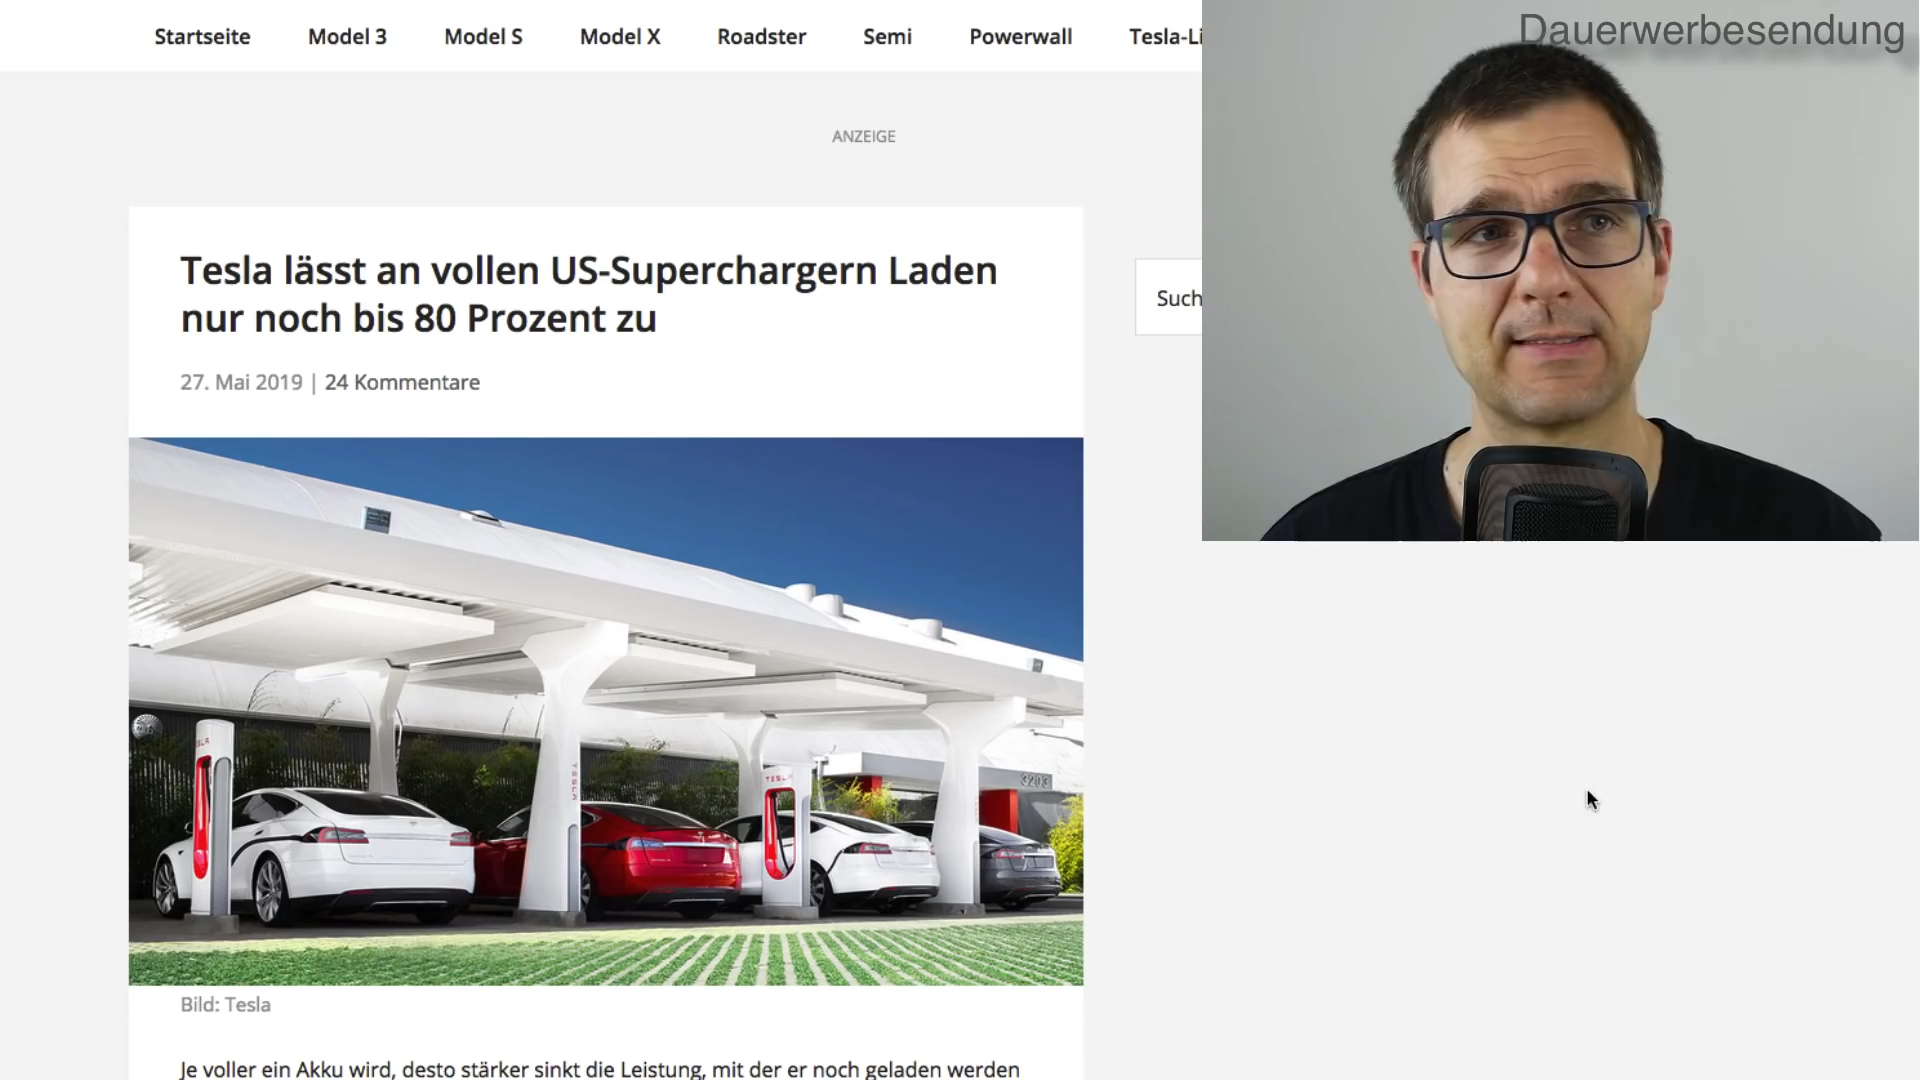 Startseite Model 3 Model S Model X Roadster Semi Powerwall Tesla-Li
Dauerwerbesendung
ANZEIGE
Tesla lässt an vollen US-Superchargern Laden
nur noch bis 80 Prozent zu
Such
27. Mai 2019 | 24 Kommentare
TESLA
TESLA
3203
Bild: Tesla
Je voller ein Akku wird, desto stärker sinkt die Leistung, mit der er noch geladen werden